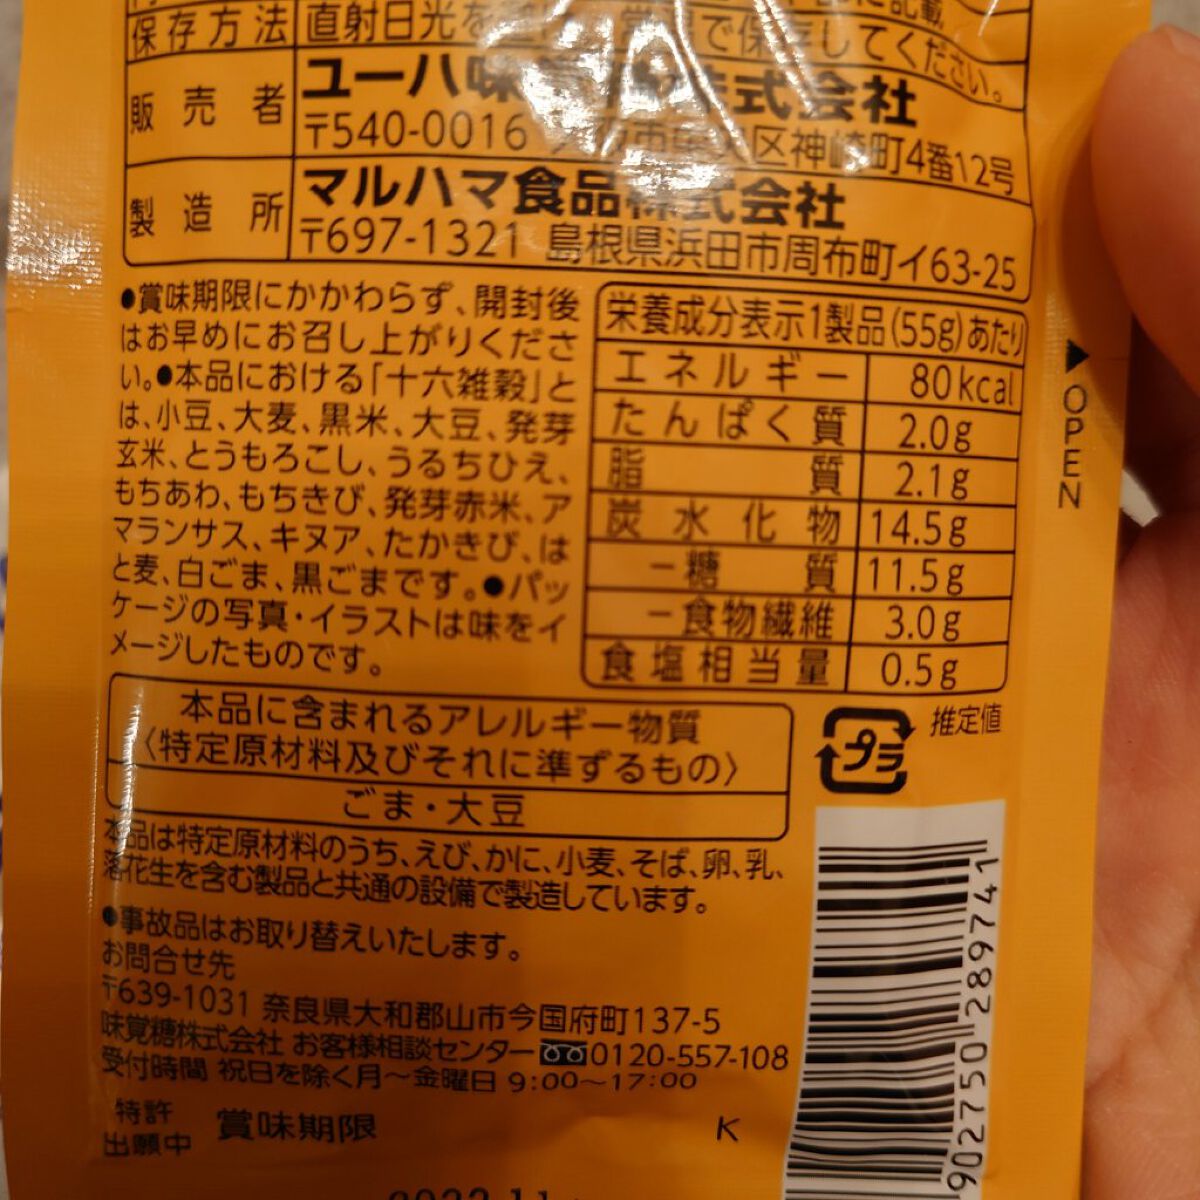 に記載
保存方法 直射日光を 常温で保存してください。
販売者 ユーハ味 株式会社
〒540-0016 区神崎町4番12号
製造所 マルハマ食品株式会社
〒697-1321 島根県浜田市周布町イ63-25
●賞味期限にかかわらず、開封後
はお早めにお召し上がりくださ
い。●本品における「十六雑穀」と
は、小豆、大麦、黒米、大豆、発芽
玄米、とうもろこし、うるちひえ、
もちあわ、もちきび、発芽赤米、ア
マランサス、キヌア、たかきび、は
と麦、白ごま、黒ごまです。●パッ
ケージの写真・イラストは味をイ
メージしたものです。
栄養成分表示1製品(55g)あたり
エネルギー 80kcal
たんぱく質 2.0g
脂質 2.1g
炭水化物 14.5g
－糖質 11.5g
－食物繊維 3.0g
食塩相当量 0.5g
推定値
プラ
OPEN
本品に含まれるアレルギー物質
〈特定原材料及びそれに準ずるもの〉
ごま・大豆
本品は特定原材料のうち、えび、かに、小麦、そば、卵、乳、
落花生を含む製品と共通の設備で製造しています。
●事故品はお取り替えいたします。
お問合せ先
〒639-1031 奈良県大和郡山市今国府町137-5
味覚糖株式会社 お客様相談センター 0120-557-108
受付時間 祝日を除く月～金曜日 9:00～17:00
特許
出願中
賞味期限 K
9027750289741